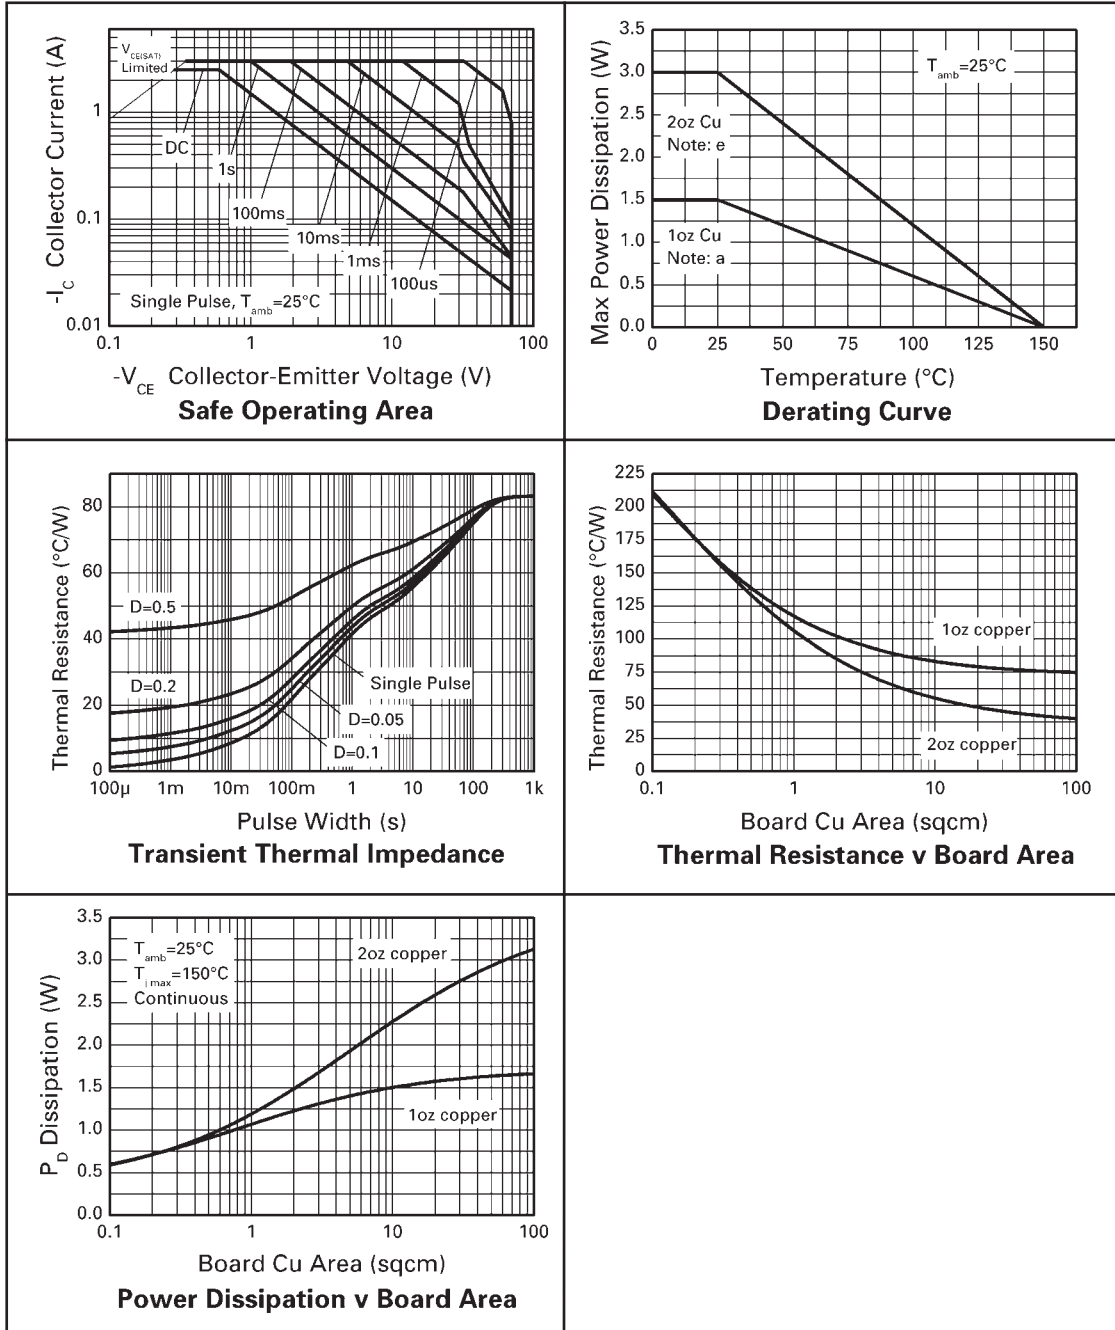 -I_C Collector Current (A)
V_CE(SAT)
Limited
1
0.1
0.01
DC
1s
100ms
10ms
1ms
100us
Single Pulse, T_amb=25°C
0.1 1 10 100
-V_CE Collector-Emitter Voltage (V)
Safe Operating Area
Max Power Dissipation (W)
3.5
3.0
2.5
2.0
1.5
1.0
0.5
0.0
T_amb=25°C
2oz Cu
Note: e
1oz Cu
Note: a
0 25 50 75 100 125 150
Temperature (°C)
Derating Curve
Thermal Resistance (°C/W)
80
60
40
20
0
D=0.5
D=0.2
Single Pulse
D=0.05
D=0.1
100µ 1m 10m 100m 1 10 100 1k
Pulse Width (s)
Transient Thermal Impedance
Thermal Resistance (°C/W)
225
200
175
150
125
100
75
50
25
0
1oz copper
2oz copper
0.1 1 10 100
Board Cu Area (sqcm)
Thermal Resistance v Board Area
P_D Dissipation (W)
3.5
3.0
2.5
2.0
1.5
1.0
0.5
0.0
T_amb=25°C
T_j max=150°C
Continuous
2oz copper
1oz copper
0.1 1 10 100
Board Cu Area (sqcm)
Power Dissipation v Board Area